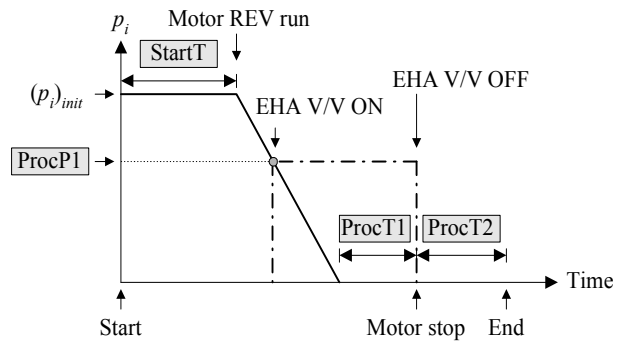 p_i
Motor REV run
StartT
(p_i)_init
EHA V/V ON
EHA V/V OFF
ProcP1
ProcT1
ProcT2
Time
Start
Motor stop
End